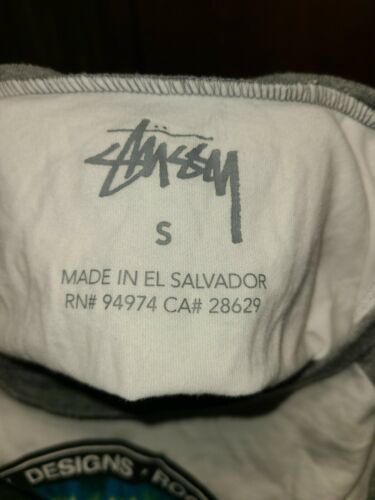 STÜSSY
S
MADE IN EL SALVADOR
RN# 94974 CA# 28629
DESIGNS